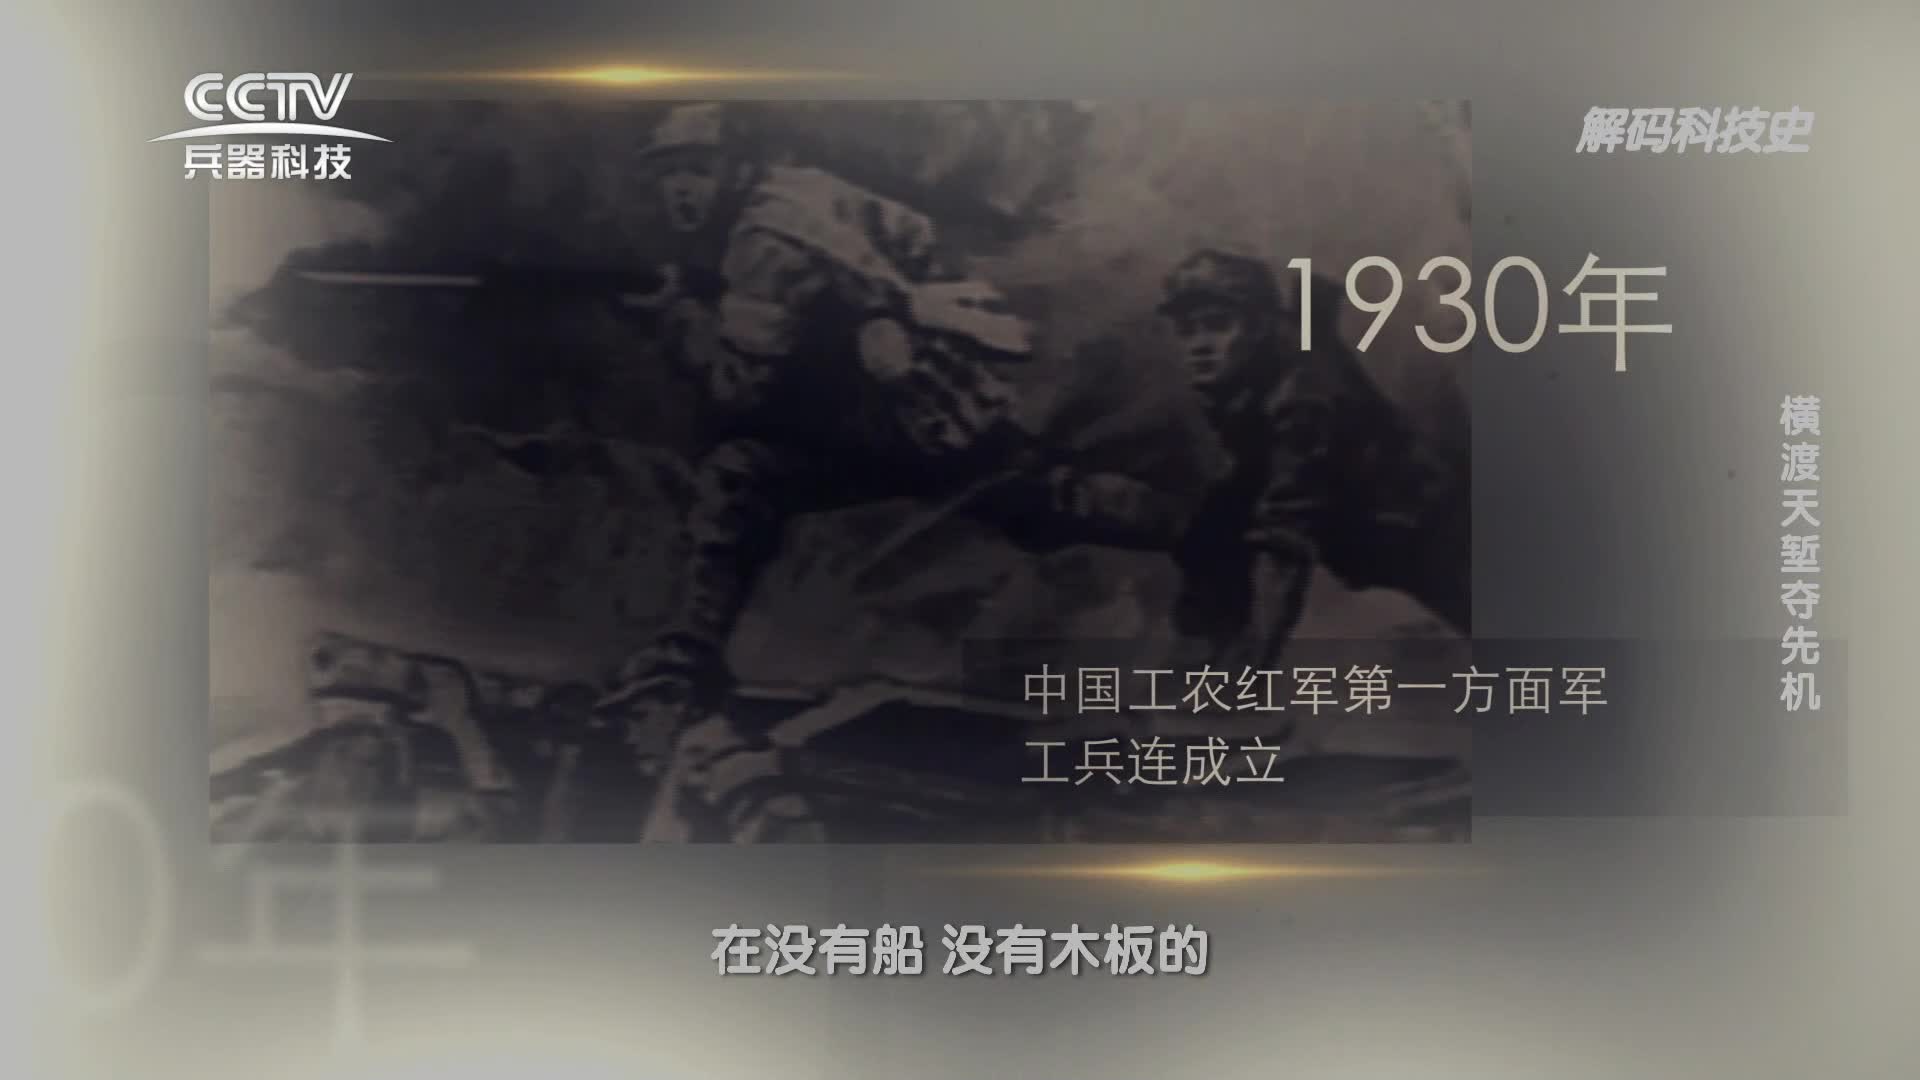 CCTV
兵器科技
解码科技史
1930年
横渡天堑夺先机
中国工农红军第一方面军
工兵连成立
0年
在没有船 没有木板的